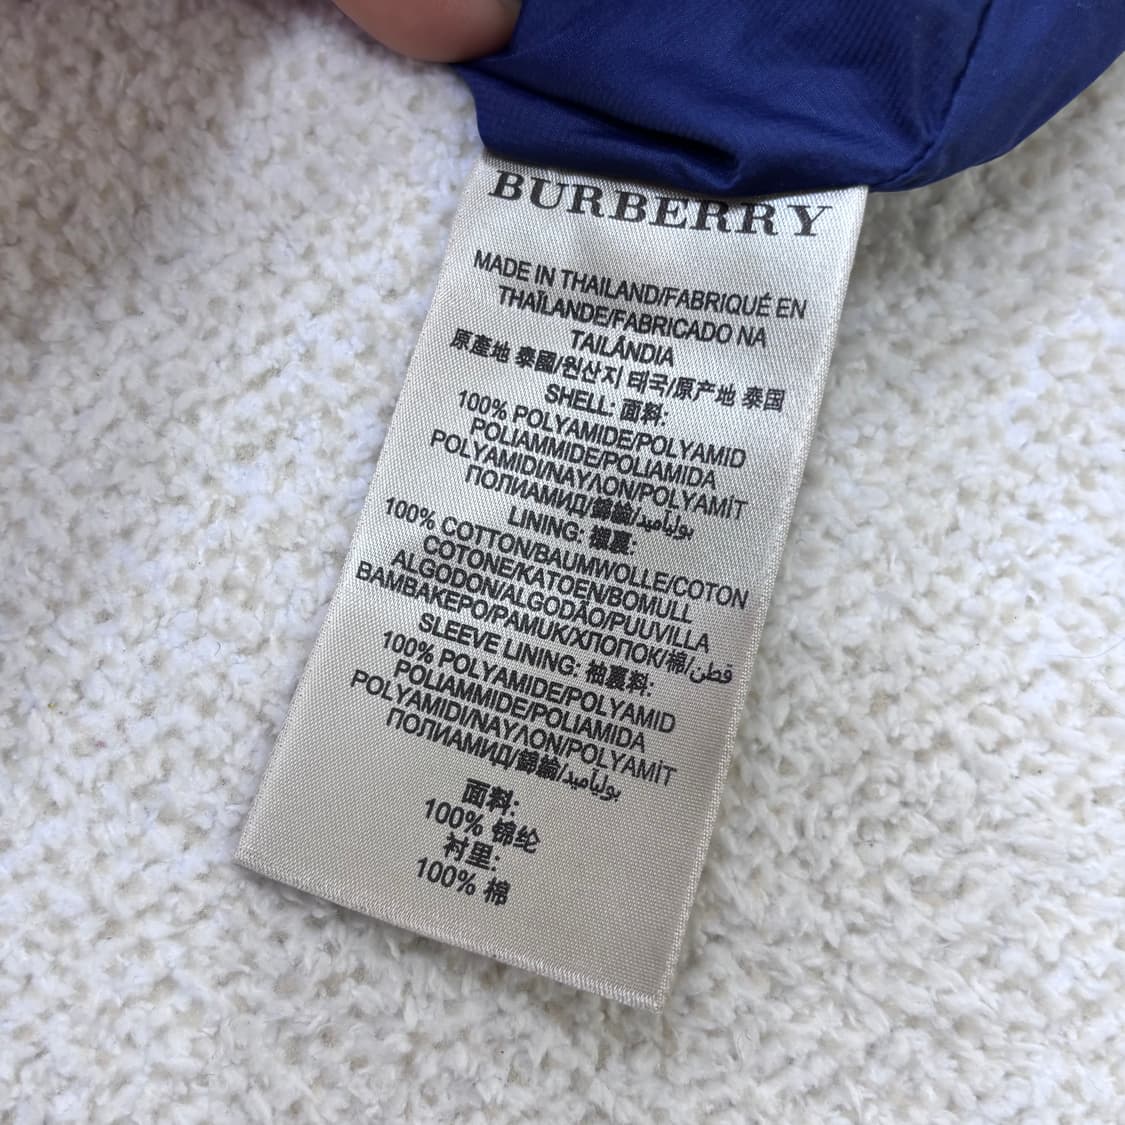 BURBERRY
MADE IN THAILAND/FABRIQUÉ EN
THAÏLANDE/FABRICADO NA
TAILÂNDIA
原產地 泰國/원산지 태국/原产地 泰国
SHELL: 面料:
100% POLYAMIDE/POLYAMID
POLIAMMIDE/POLIAMIDA
POLYAMIDI/ΝΑΥΛΟΝ/POLYAMİT
ПОЛИАМИД/錦綸/بولياميد
LINING: 裡裏:
100% COTTON/BAUMWOLLE/COTON
COTONE/KATOEN/BOMULL
ALGODON/ALGODÃO/PUUVILLA
ΒΑΜΒΑΚΕΡΟ/PAMUK/ХЛОПОК/棉/قطن
SLEEVE LINING: 袖裏料:
100% POLYAMIDE/POLYAMID
POLIAMMIDE/POLIAMIDA
POLYAMIDI/ΝΑΥΛΟΝ/POLYAMİT
ПОЛИАМИД/錦綸/بولياميد
面料:
100% 锦纶
衬里:
100% 棉